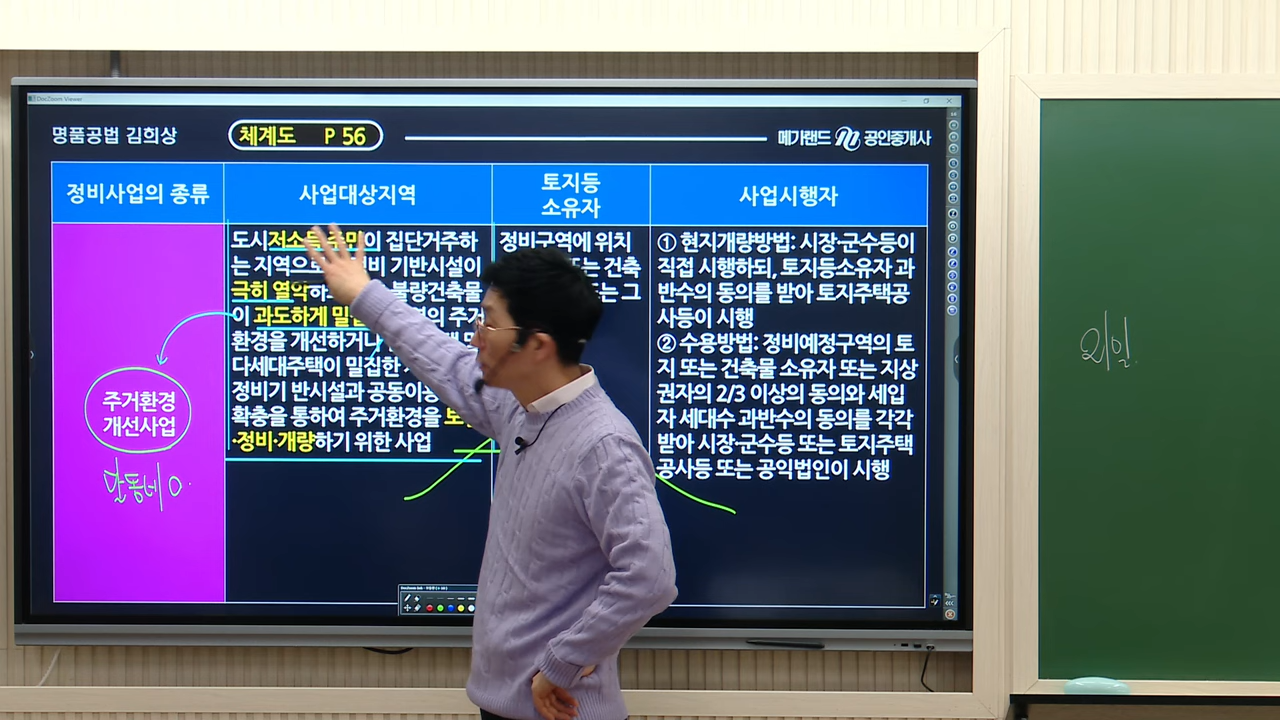 DocZoom Viewer
명품공법 김희상
체계도 P 56
메가랜드 공인중개사
정비사업의 종류
사업대상지역
토지등
소유자
사업시행자
주거환경
개선사업
달동네 O
도시저소득주민이 집단거주하
는 지역으로 비 기반시설이
극히 열악하 불량건축물
이 과도하게 밀 의 주거
환경을 개선하거나
다세대주택이 밀집한
정비기 반시설과 공동이용
확충을 통하여 주거환경을
·정비·개량하기 위한 사업
정비구역에 위치
또는 건축
또는 그
① 현지개량방법: 시장·군수등이
직접 시행하되, 토지등소유자 과
반수의 동의를 받아 토지주택공
사등이 시행
② 수용방법: 정비예정구역의 토
지 또는 건축물 소유자 또는 지상
권자의 2/3 이상의 동의와 세입
자 세대수 과반수의 동의를 각각
받아 시장·군수등 또는 토지주택
공사등 또는 공익법인이 시행